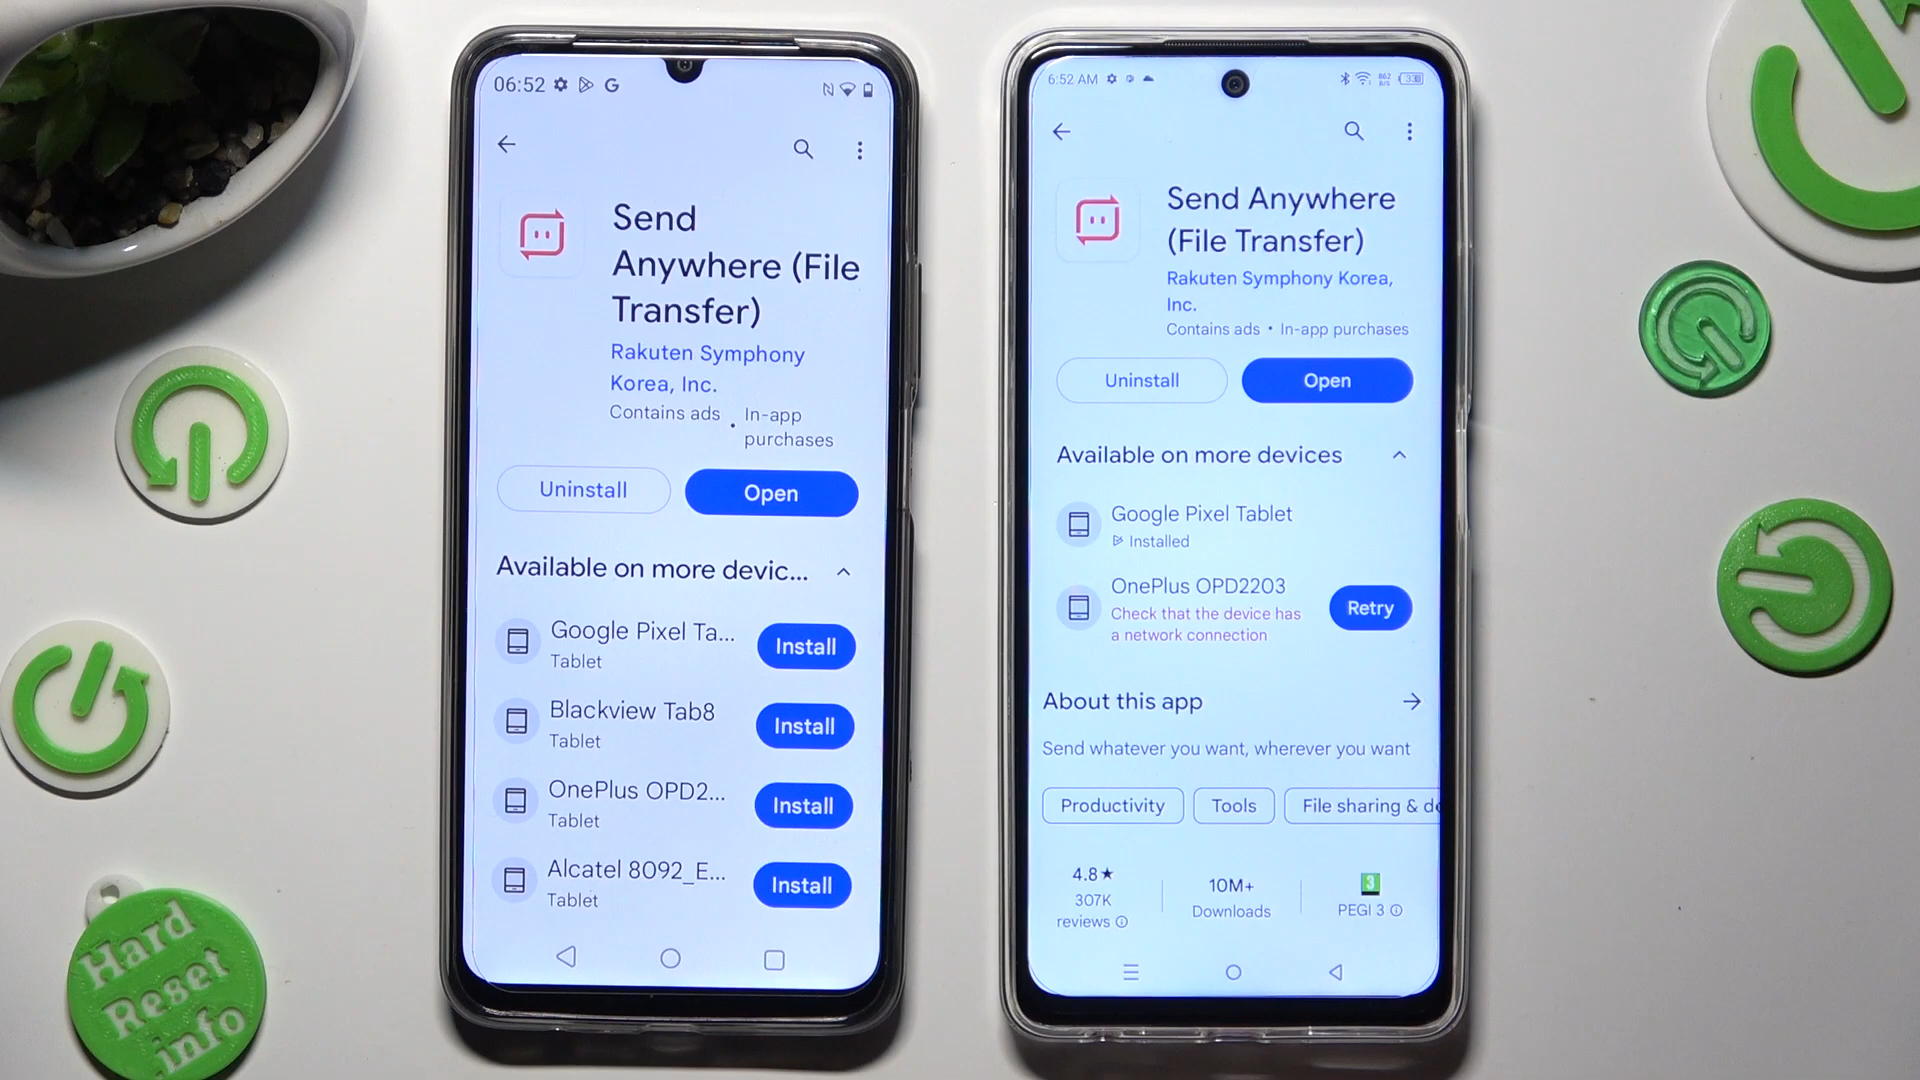 06:52
Send
Anywhere (File
Transfer)
Rakuten Symphony
Korea, Inc.
Contains ads • In-app
purchases
Uninstall
Open
Available on more devic...
Google Pixel Ta...
Tablet
Install
Blackview Tab8
Tablet
Install
OnePlus OPD2...
Tablet
Install
Alcatel 8092_E...
Tablet
Install
6:52 AM
33
Send Anywhere
(File Transfer)
Rakuten Symphony Korea,
Inc.
Contains ads • In-app purchases
Uninstall
Open
Available on more devices
Google Pixel Tablet
Installed
OnePlus OPD2203
Check that the device has
a network connection
Retry
About this app
Send whatever you want, wherever you want
Productivity
Tools
File sharing & de
4.8★
307K
reviews
10M+
Downloads
3
PEGI 3
Hard
Reset
.info